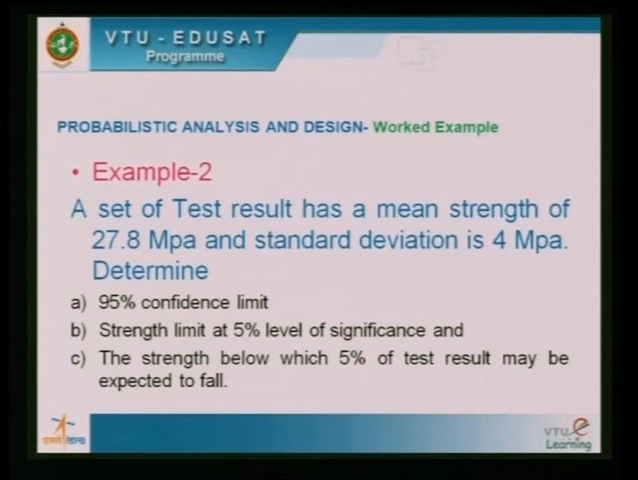 VTU - EDUSAT
Programme
PROBABILISTIC ANALYSIS AND DESIGN- Worked Example
• Example-2
A set of Test result has a mean strength of
27.8 Mpa and standard deviation is 4 Mpa.
Determine
a) 95% confidence limit
b) Strength limit at 5% level of significance and
c) The strength below which 5% of test result may be
expected to fall.
VTU e
Learning